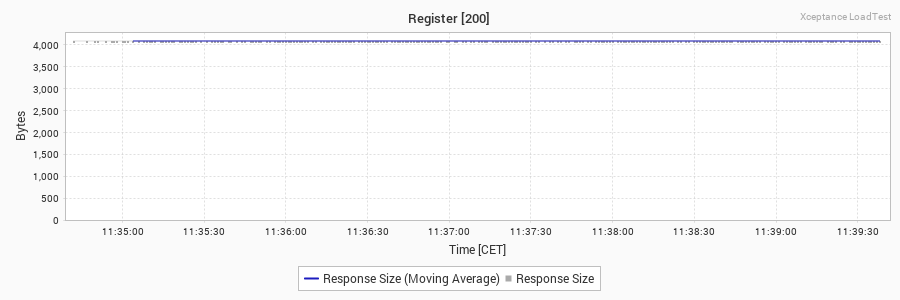 Register [200]
Xceptance LoadTest
4,000
3,500
3,000
2,500
2,000
1,500
1,000
500
0
Bytes
11:35:00 11:35:30 11:36:00 11:36:30 11:37:00 11:37:30 11:38:00 11:38:30 11:39:00 11:39:30
Time [CET]
Response Size (Moving Average) Response Size